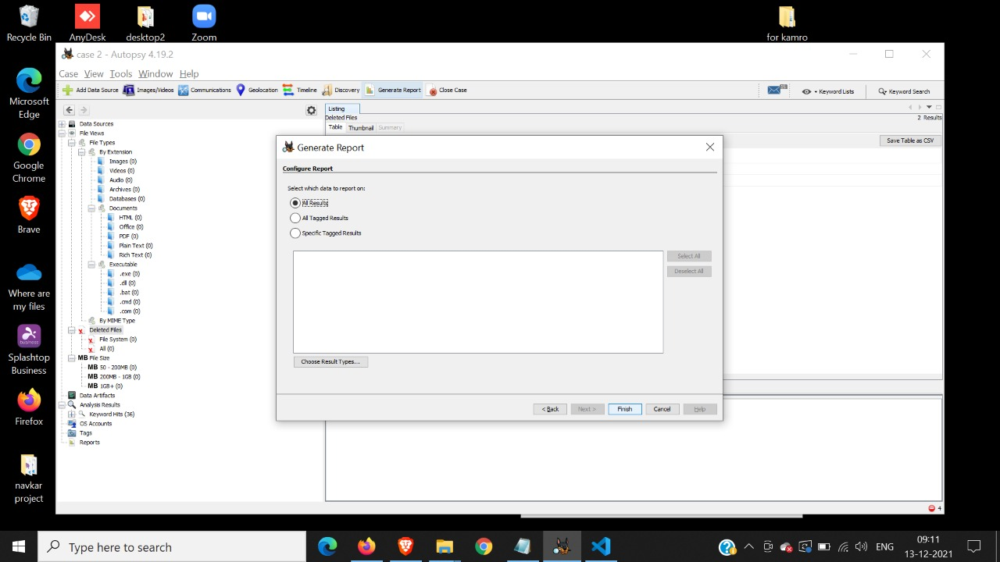 Recycle Bin
AnyDesk
desktop2
Zoom
for kamro
case 2 - Autopsy 4.19.2
Case View Tools Window Help
Add Data Source Images/Videos Communications Geolocation Timeline Discovery Generate Report Close Case Keyword Lists Keyword Search
Microsoft
Edge
Google
Chrome
Brave
Where are
my files
business
Splashtop
Business
Firefox
navkar
project
Data Sources
File Views
File Types
By Extension
Images (0)
Videos (0)
Audio (0)
Archives (0)
Databases (0)
Documents
HTML (0)
Office (0)
PDF (0)
Plain Text (0)
Rich Text (0)
Executable
.exe (0)
.dll (0)
.bat (0)
.cmd (0)
.com (0)
By MIME Type
Deleted Files
File System (0)
All (0)
MB File Size
MB 50 - 200MB (0)
MB 200MB - 1GB (0)
MB 1GB+ (0)
Data Artifacts
Analysis Results
Keyword Hits (36)
OS Accounts
Tags
Reports
Listing
Deleted Files
2 Results
Table Thumbnail Summary
Save Table as CSV
Generate Report
Configure Report
Select which data to report on:
All Results
All Tagged Results
Specific Tagged Results
Select All
Deselect All
Choose Result Types...
< Back Next > Finish Cancel Help
4
Type here to search
ENG
09:11
13-12-2021